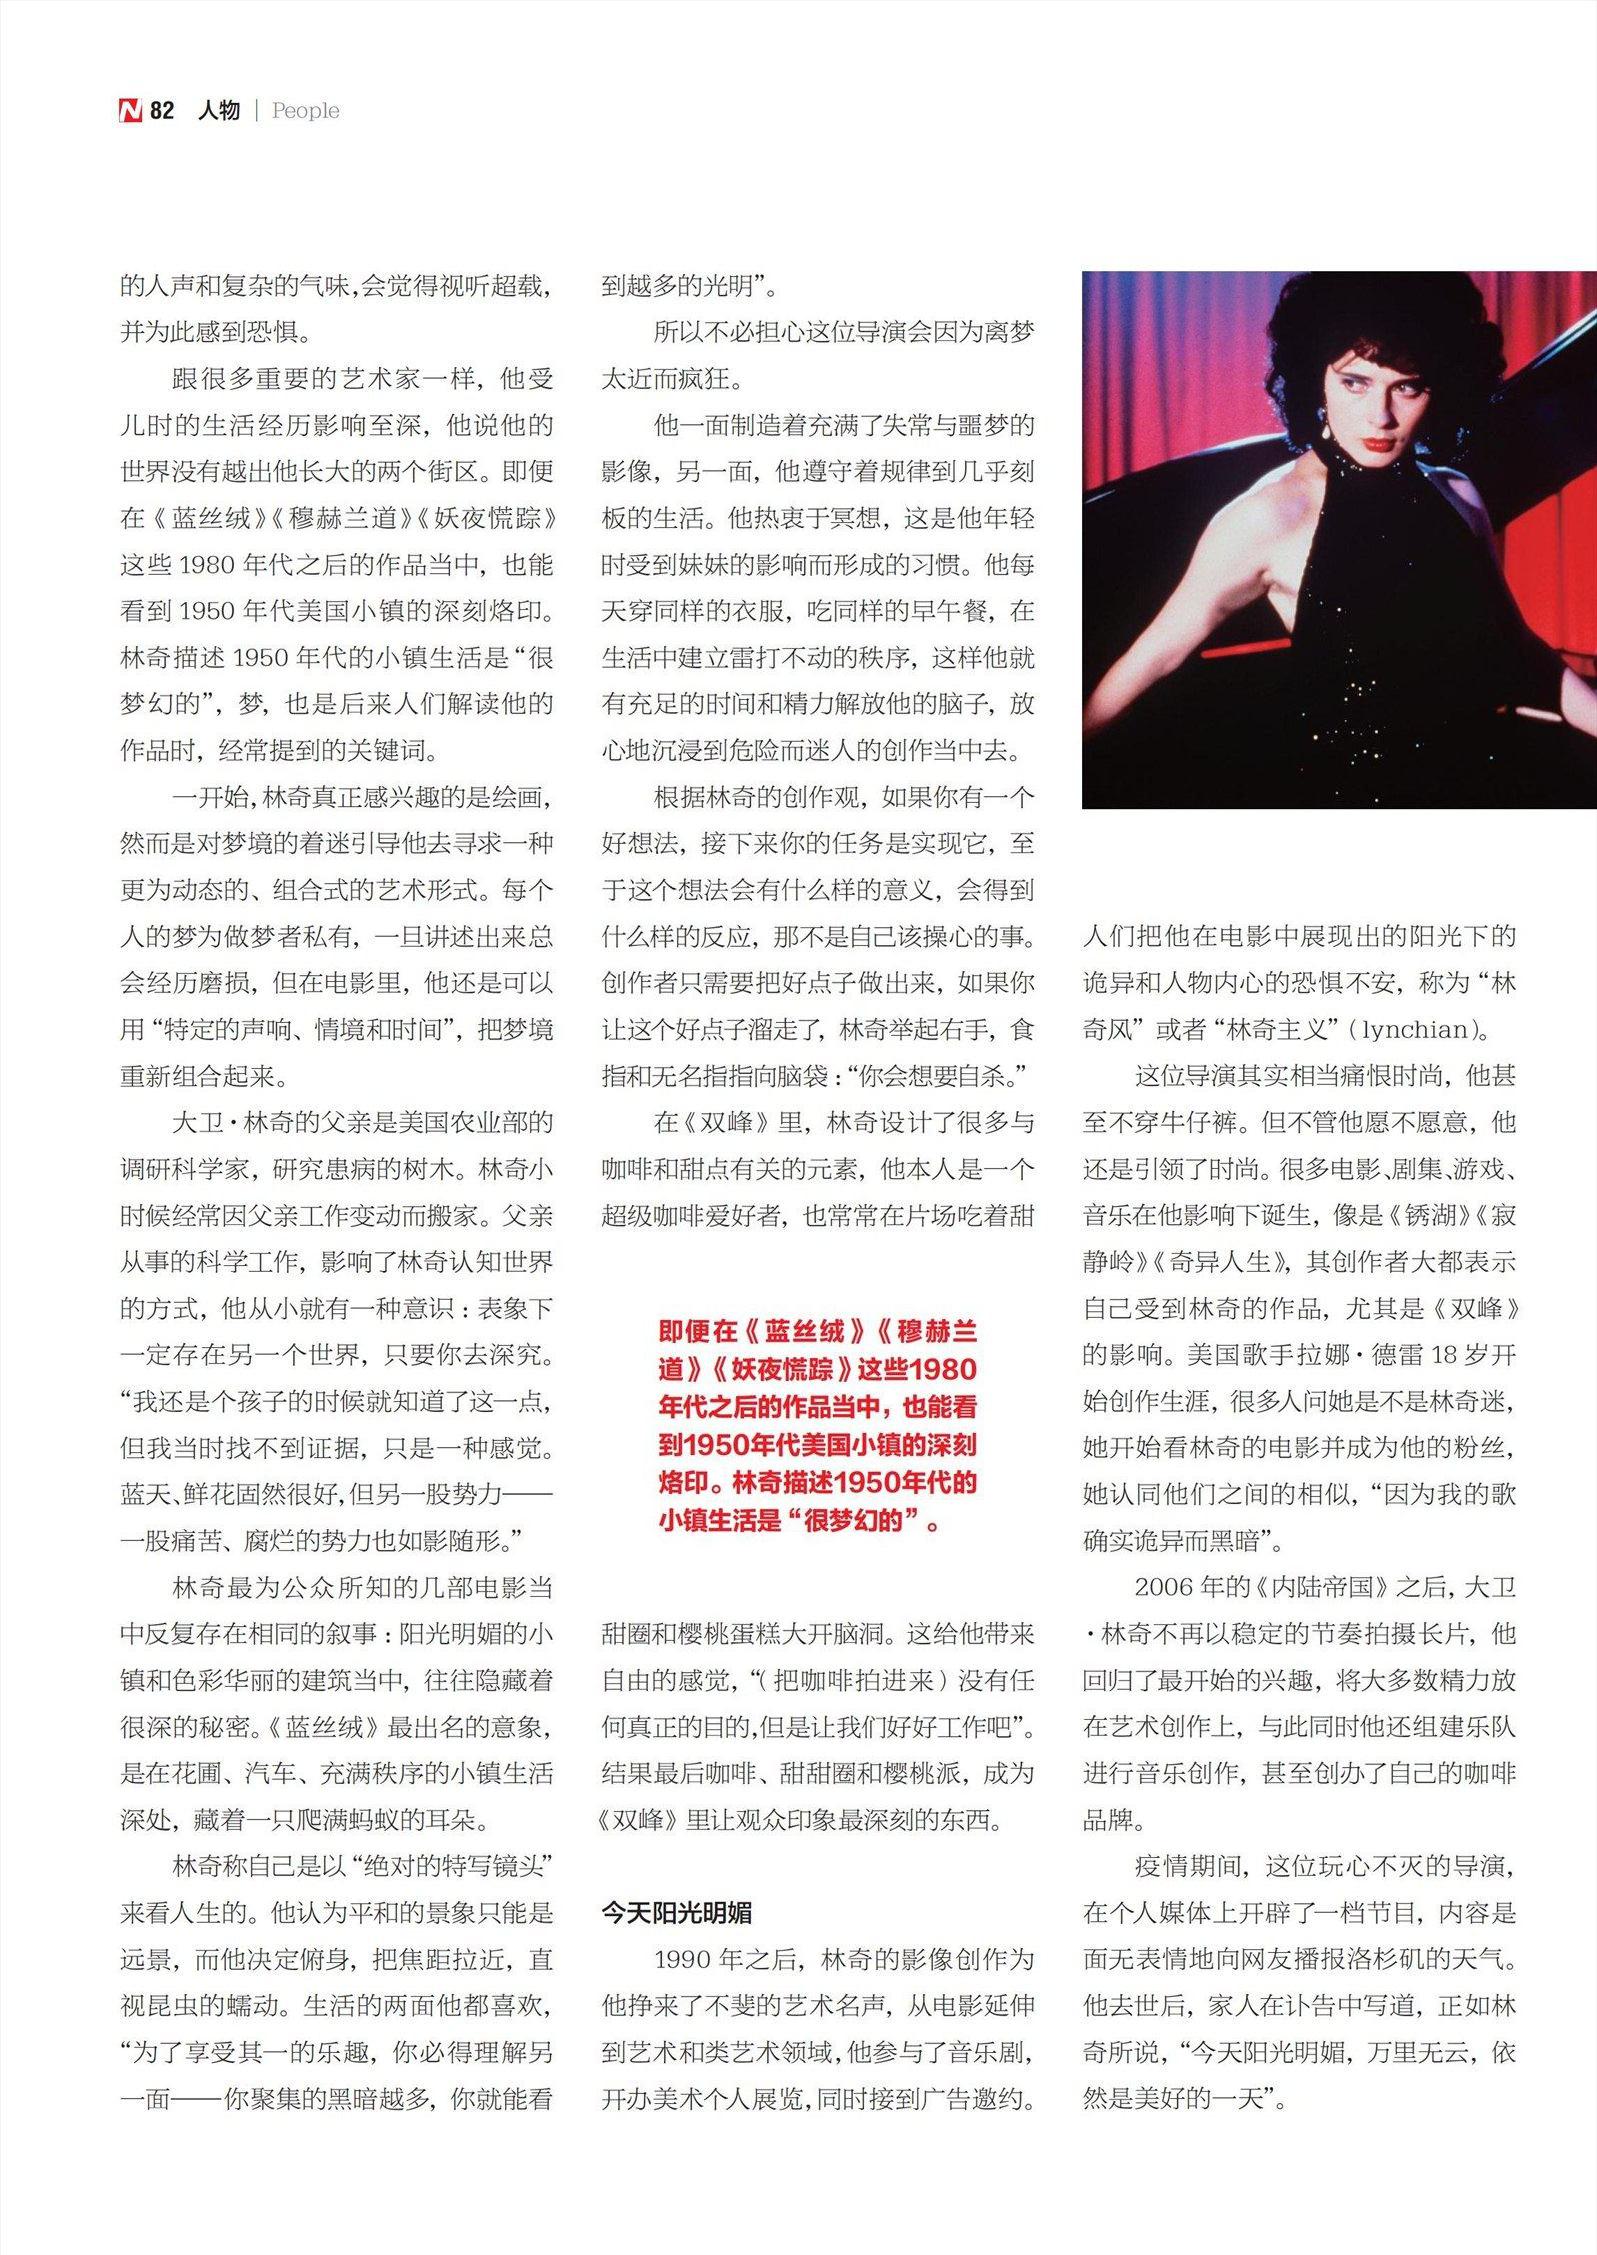 N 82 人物 | People
的人声和复杂的气味,会觉得视听超载,
并为此感到恐惧。
跟很多重要的艺术家一样，他受
儿时的生活经历影响至深，他说他的
世界没有越出他长大的两个街区。即便
在《蓝丝绒》《穆赫兰道》《妖夜慌踪》
这些 1980 年代之后的作品当中，也能
看到 1950 年代美国小镇的深刻烙印。
林奇描述 1950 年代的小镇生活是“很
梦幻的”，梦，也是后来人们解读他的
作品时，经常提到的关键词。
一开始,林奇真正感兴趣的是绘画，
然而是对梦境的着迷引导他去寻求一种
更为动态的、组合式的艺术形式。每个
人的梦为做梦者私有，一旦讲述出来总
会经历磨损，但在电影里，他还是可以
用“特定的声响、情境和时间”，把梦境
重新组合起来。
大卫·林奇的父亲是美国农业部的
调研科学家，研究患病的树木。林奇小
时候经常因父亲工作变动而搬家。父亲
从事的科学工作，影响了林奇认知世界
的方式，他从小就有一种意识：表象下
一定存在另一个世界，只要你去深究。
“我还是个孩子的时候就知道了这一点，
但我当时找不到证据，只是一种感觉。
蓝天、鲜花固然很好,但另一股势力——
一股痛苦、腐烂的势力也如影随形。”
林奇最为公众所知的几部电影当
中反复存在相同的叙事：阳光明媚的小
镇和色彩华丽的建筑当中，往往隐藏着
很深的秘密。《蓝丝绒》最出名的意象，
是在花圃、汽车、充满秩序的小镇生活
深处，藏着一只爬满蚂蚁的耳朵。
林奇称自己是以“绝对的特写镜头”
来看人生的。他认为平和的景象只能是
远景，而他决定俯身，把焦距拉近，直
视昆虫的蠕动。生活的两面他都喜欢，
“为了享受其一的乐趣，你必得理解另
一面——你聚集的黑暗越多，你就能看
到越多的光明”。
所以不必担心这位导演会因为离梦
太近而疯狂。
他一面制造着充满了失常与噩梦的
影像，另一面，他遵守着规律到几乎刻
板的生活。他热衷于冥想，这是他年轻
时受到妹妹的影响而形成的习惯。他每
天穿同样的衣服，吃同样的早午餐，在
生活中建立雷打不动的秩序，这样他就
有充足的时间和精力解放他的脑子，放
心地沉浸到危险而迷人的创作当中去。
根据林奇的创作观，如果你有一个
好想法，接下来你的任务是实现它，至
于这个想法会有什么样的意义，会得到
什么样的反应，那不是自己该操心的事。
创作者只需要把好点子做出来，如果你
让这个好点子溜走了，林奇举起右手，食
指和无名指指向脑袋：“你会想要自杀。”
在《双峰》里，林奇设计了很多与
咖啡和甜点有关的元素，他本人是一个
超级咖啡爱好者，也常常在片场吃着甜
即便在《蓝丝绒》《穆赫兰
道》《妖夜慌踪》这些1980
年代之后的作品当中，也能看
到1950年代美国小镇的深刻
烙印。林奇描述1950年代的
小镇生活是“很梦幻的”。
甜圈和樱桃蛋糕大开脑洞。这给他带来
自由的感觉，“（把咖啡拍进来）没有任
何真正的目的,但是让我们好好工作吧”。
结果最后咖啡、甜甜圈和樱桃派，成为
《双峰》里让观众印象最深刻的东西。
今天阳光明媚
1990 年之后，林奇的影像创作为
他挣来了不斐的艺术名声，从电影延伸
到艺术和类艺术领域,他参与了音乐剧，
开办美术个人展览,同时接到广告邀约。
人们把他在电影中展现出的阳光下的
诡异和人物内心的恐惧不安，称为“林
奇风”或者“林奇主义”（lynchian）。
这位导演其实相当痛恨时尚，他甚
至不穿牛仔裤。但不管他愿不愿意，他
还是引领了时尚。很多电影、剧集、游戏、
音乐在他影响下诞生，像是《锈湖》《寂
静岭》《奇异人生》，其创作者大都表示
自己受到林奇的作品，尤其是《双峰》
的影响。美国歌手拉娜·德雷 18 岁开
始创作生涯，很多人问她是不是林奇迷，
她开始看林奇的电影并成为他的粉丝，
她认同他们之间的相似，“因为我的歌
确实诡异而黑暗”。
2006 年的《内陆帝国》之后，大卫
·林奇不再以稳定的节奏拍摄长片，他
回归了最开始的兴趣，将大多数精力放
在艺术创作上，与此同时他还组建乐队
进行音乐创作，甚至创办了自己的咖啡
品牌。
疫情期间，这位玩心不灭的导演，
在个人媒体上开辟了一档节目，内容是
面无表情地向网友播报洛杉矶的天气。
他去世后，家人在讣告中写道，正如林
奇所说，“今天阳光明媚，万里无云，依
然是美好的一天”。